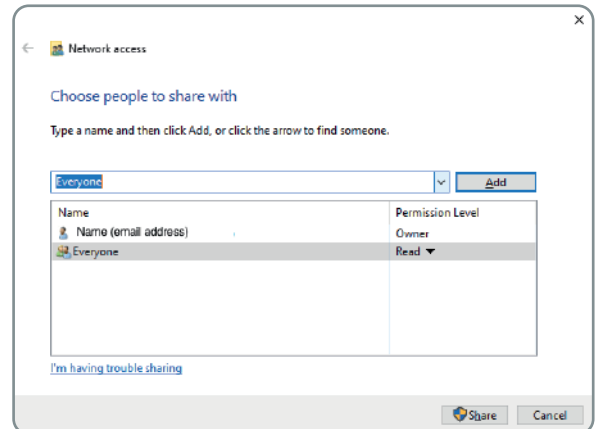 Network access
Choose people to share with
Type a name and then click Add, or click the arrow to find someone.
Everyone
Add
Name Permission Level
Name (email address) Owner
Everyone Read
I'm having trouble sharing
Share Cancel